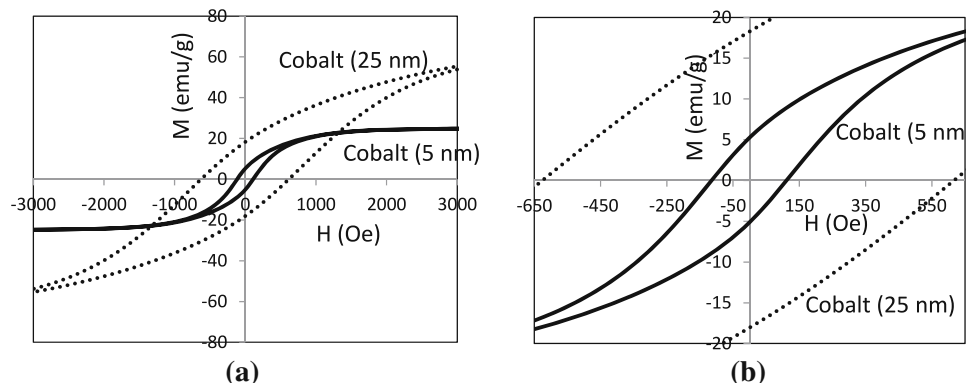 80
60
40
20
0
-20
-40
-60
-80
-3000 -2000 -1000 0 1000 2000 3000
M (emu/g)
H (Oe)
Cobalt (25 nm)
Cobalt (5 nm)
(a)
20
15
10
5
0
-5
-10
-15
-20
-650 -450 -250 -50 150 350 550
M (emu/g)
H (Oe)
Cobalt (5 nm
Cobalt (25 nm)
(b)